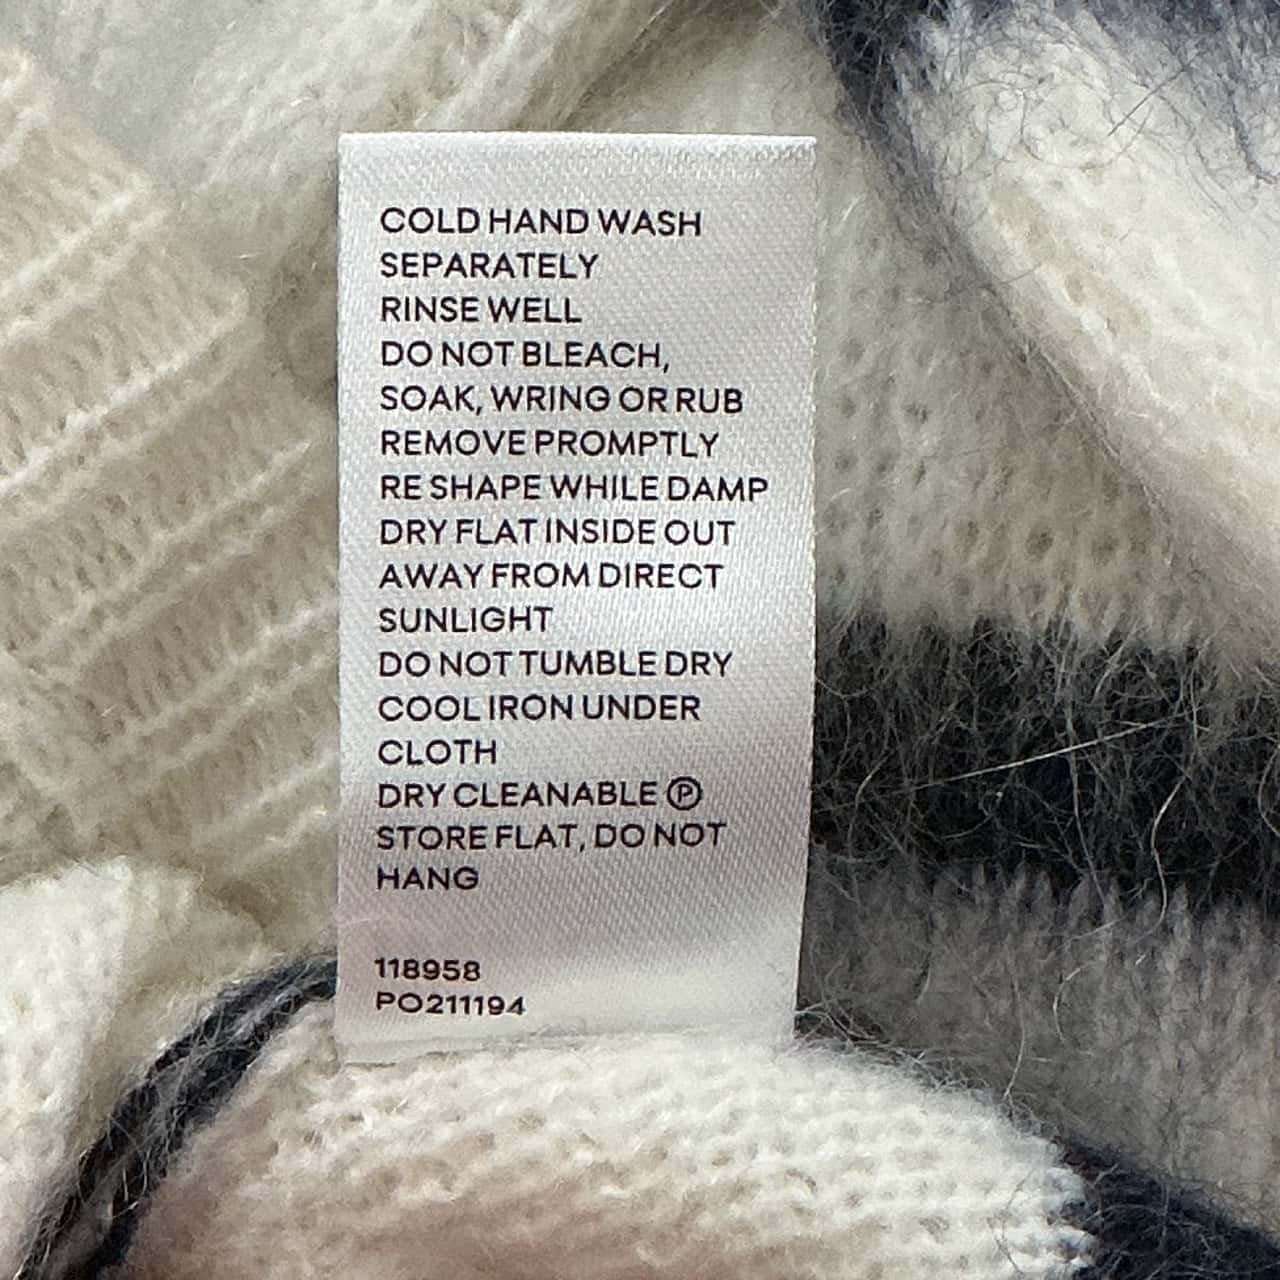 COLD HAND WASH
SEPARATELY
RINSE WELL
DO NOT BLEACH,
SOAK, WRING OR RUB
REMOVE PROMPTLY
RE SHAPE WHILE DAMP
DRY FLAT INSIDE OUT
AWAY FROM DIRECT
SUNLIGHT
DO NOT TUMBLE DRY
COOL IRON UNDER
CLOTH
DRY CLEANABLE Ⓟ
STORE FLAT, DO NOT
HANG
118958
PO211194